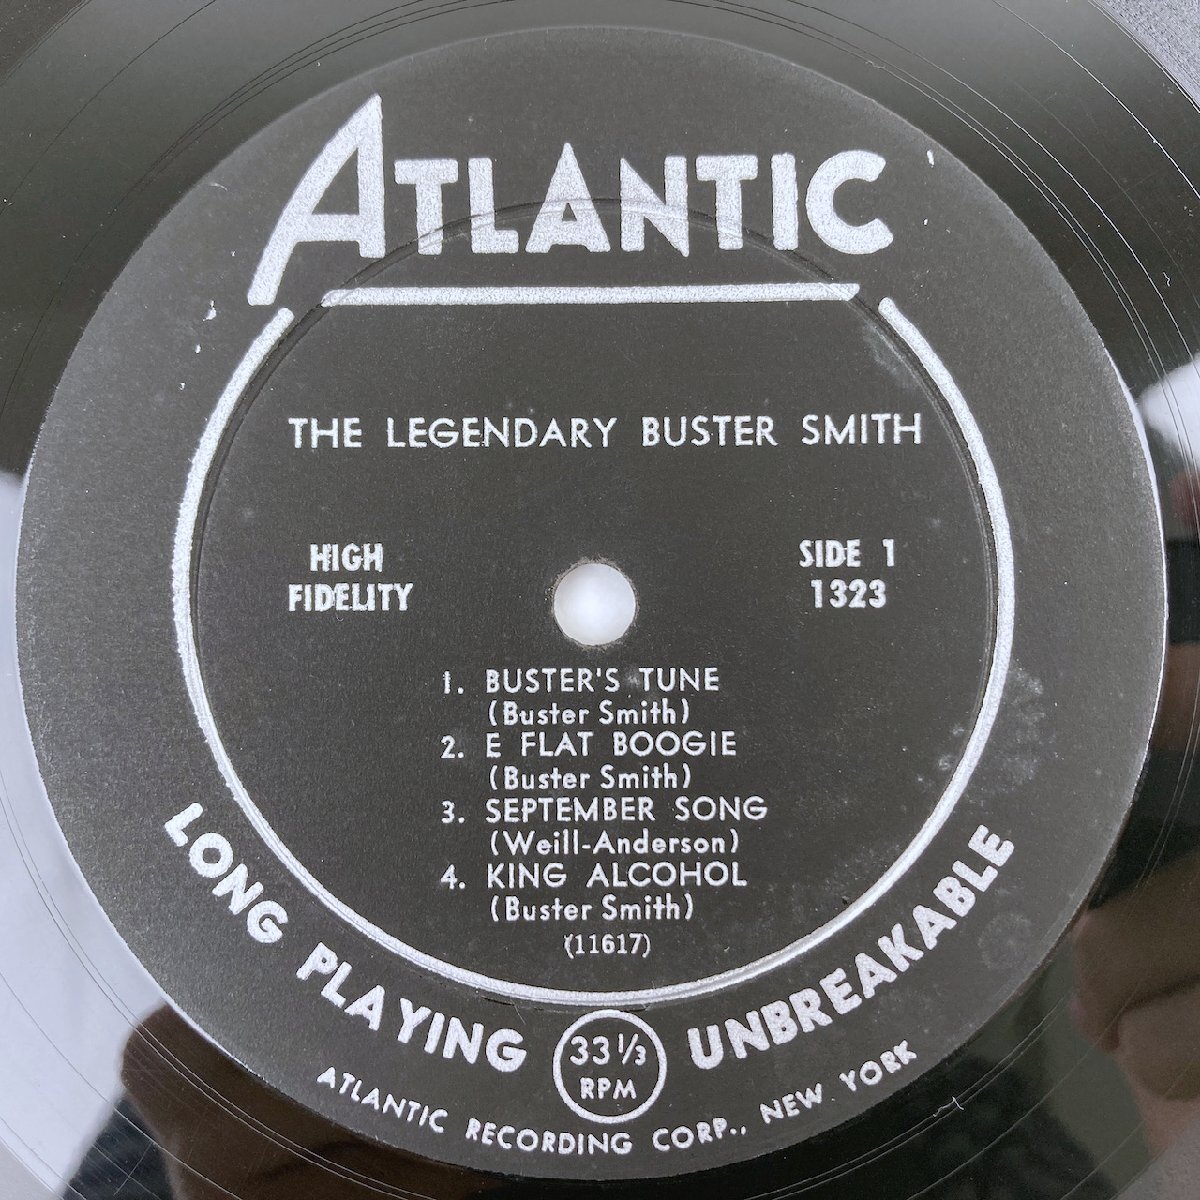 ATLANTIC
THE LEGENDARY BUSTER SMITH
HIGH
FIDELITY
SIDE 1
1323
1. BUSTER'S TUNE
(Buster Smith)
2. E FLAT BOOGIE
(Buster Smith)
3. SEPTEMBER SONG
(Weill-Anderson)
4. KING ALCOHOL
(Buster Smith)
(11617)
LONG PLAYING
33 1/3
RPM
UNBREAKABLE
ATLANTIC RECORDING CORP., NEW YORK